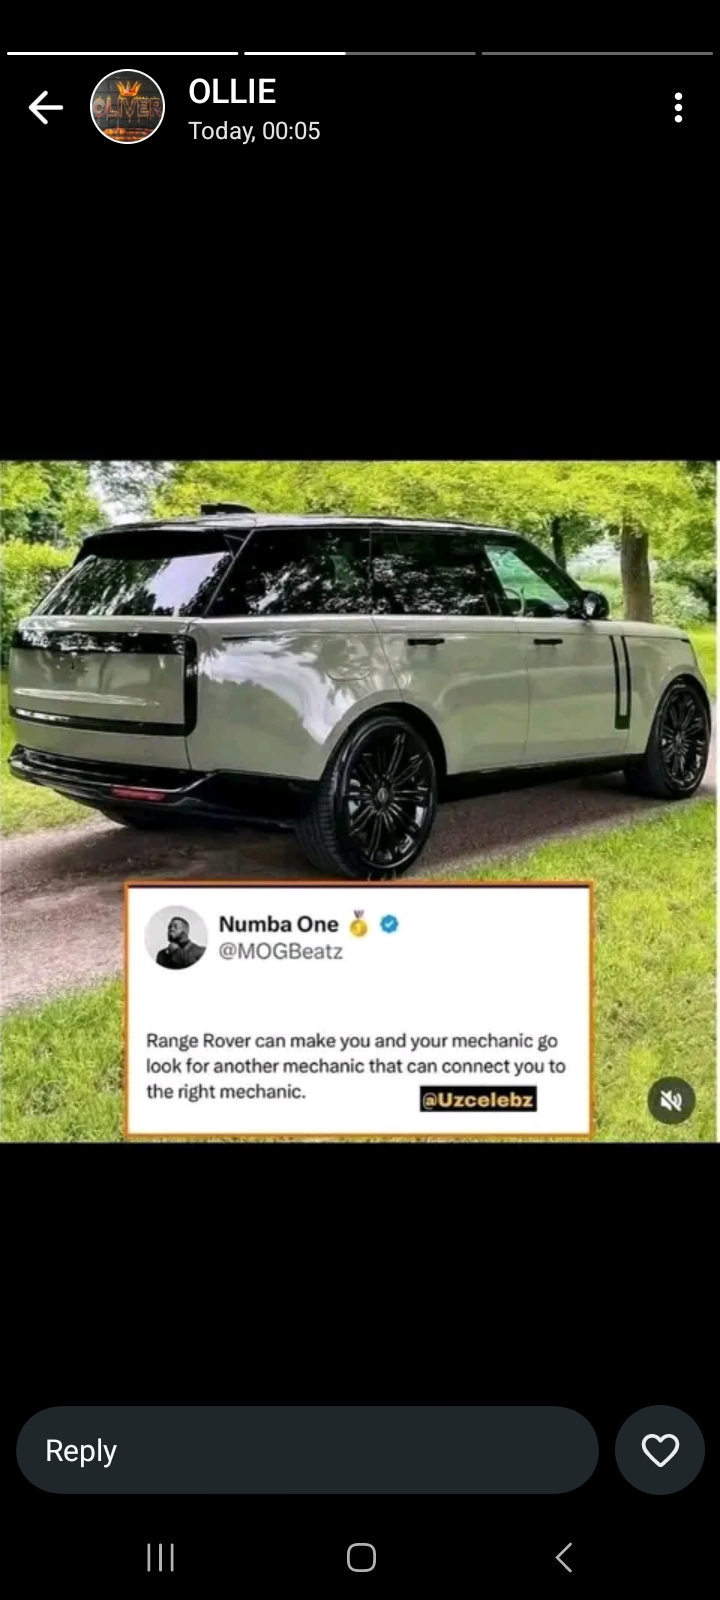 OLLIE
Today, 00:05
OLIVER
Numba One 🏅
@MOGBeatz
Range Rover can make you and your mechanic go
look for another mechanic that can connect you to
the right mechanic.
@Uzcelebz
Reply